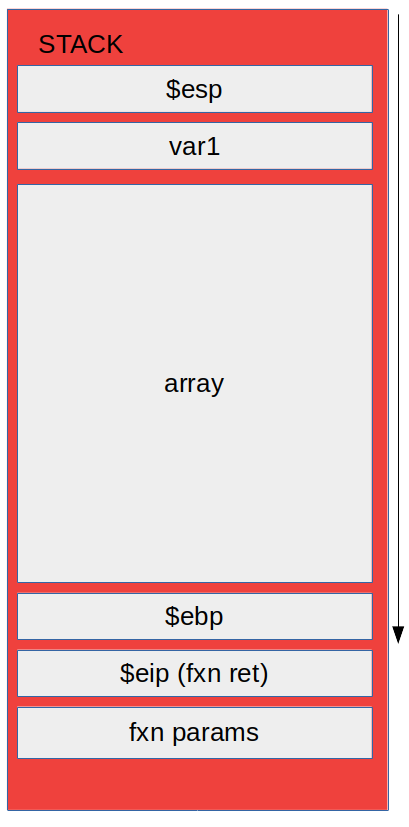 STACK
$esp
var1
array
$ebp
$eip (fxn ret)
fxn params